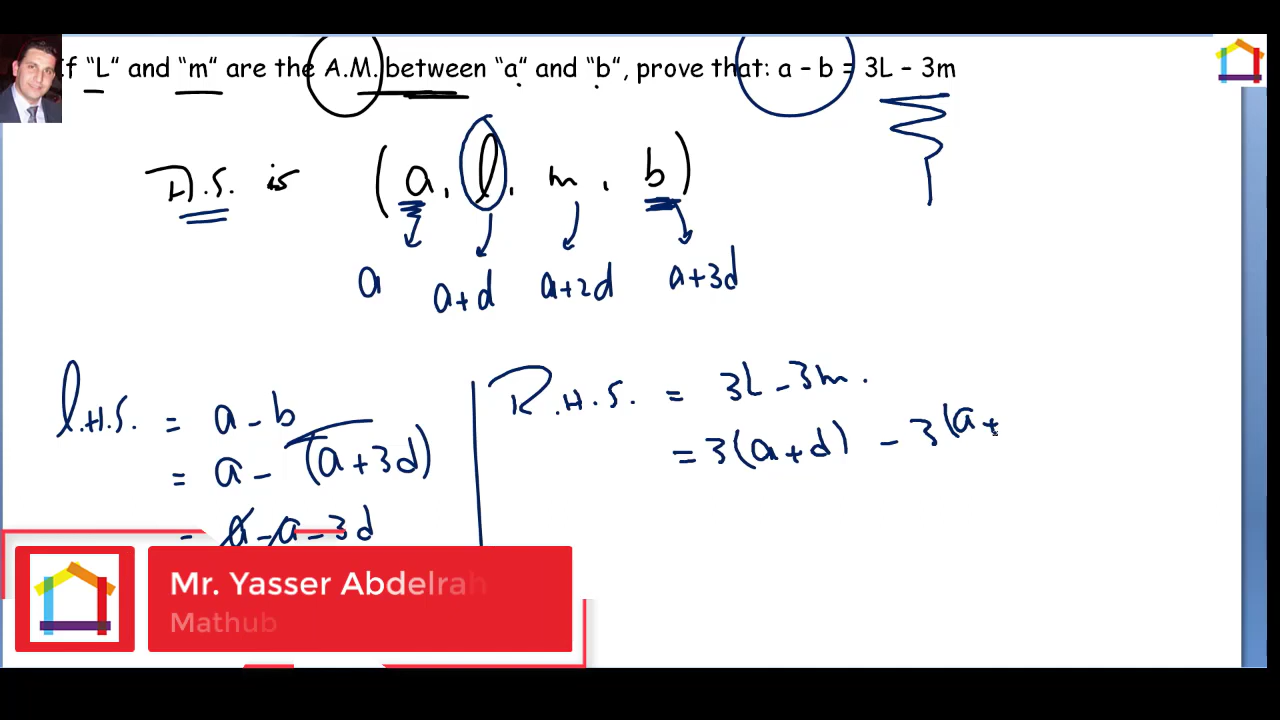 If “L” and “m” are the A.M. between “a” and “b”, prove that: a – b = 3L – 3m
A.S. is (a, l, m, b)
a a+d a+2d a+3d
L.H.S. = a - b
= a - (a+3d)
= a - a - 3d
R.H.S. = 3L - 3m.
= 3(a+d) - 3(a+
Mr. Yasser Abdelrah
Mathub